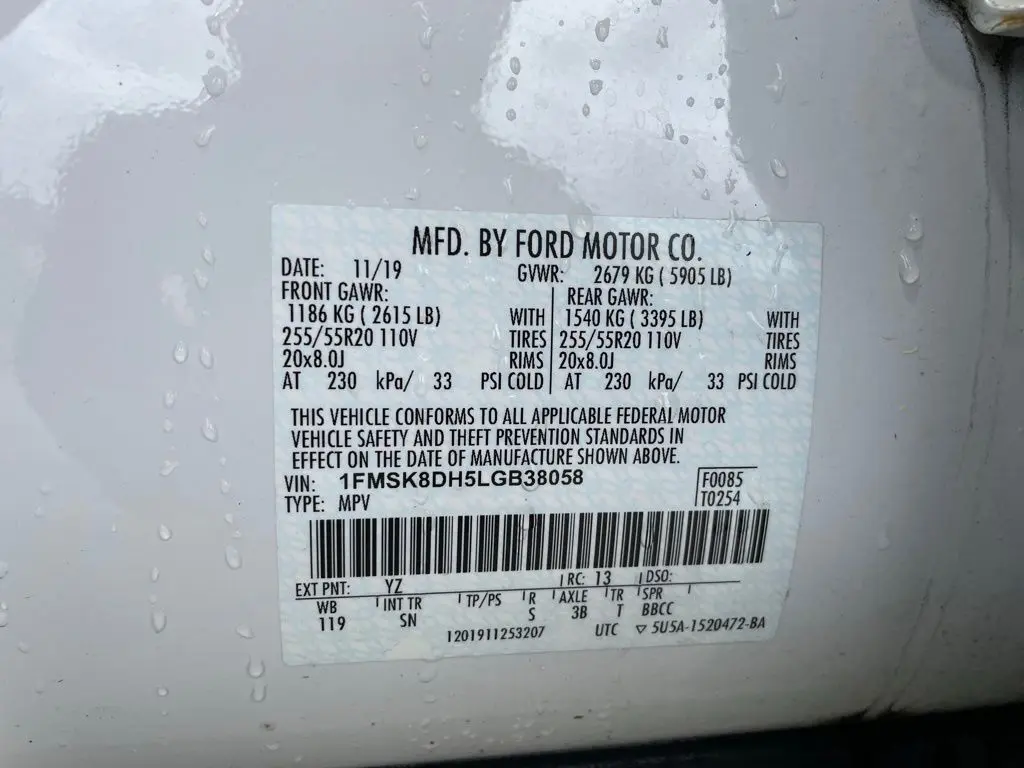 MFD. BY FORD MOTOR CO.
DATE: 11/19 GVWR: 2679 KG ( 5905 LB)
FRONT GAWR: REAR GAWR:
1186 KG ( 2615 LB) WITH 1540 KG ( 3395 LB) WITH
255/55R20 110V TIRES 255/55R20 110V TIRES
20x8.0J RIMS 20x8.0J RIMS
AT 230 kPa/ 33 PSI COLD AT 230 kPa/ 33 PSI COLD
THIS VEHICLE CONFORMS TO ALL APPLICABLE FEDERAL MOTOR
VEHICLE SAFETY AND THEFT PREVENTION STANDARDS IN
EFFECT ON THE DATE OF MANUFACTURE SHOWN ABOVE.
VIN: 1FMSK8DH5LGB38058 F0085
TYPE: MPV T0254
EXT PNT: YZ RC: 13 DSO:
WB INT TR TP/PS R AXLE TR SPR
119 SN S 3B T BBCC
1201911253207 UTC ▽ 5U5A-1520472-BA